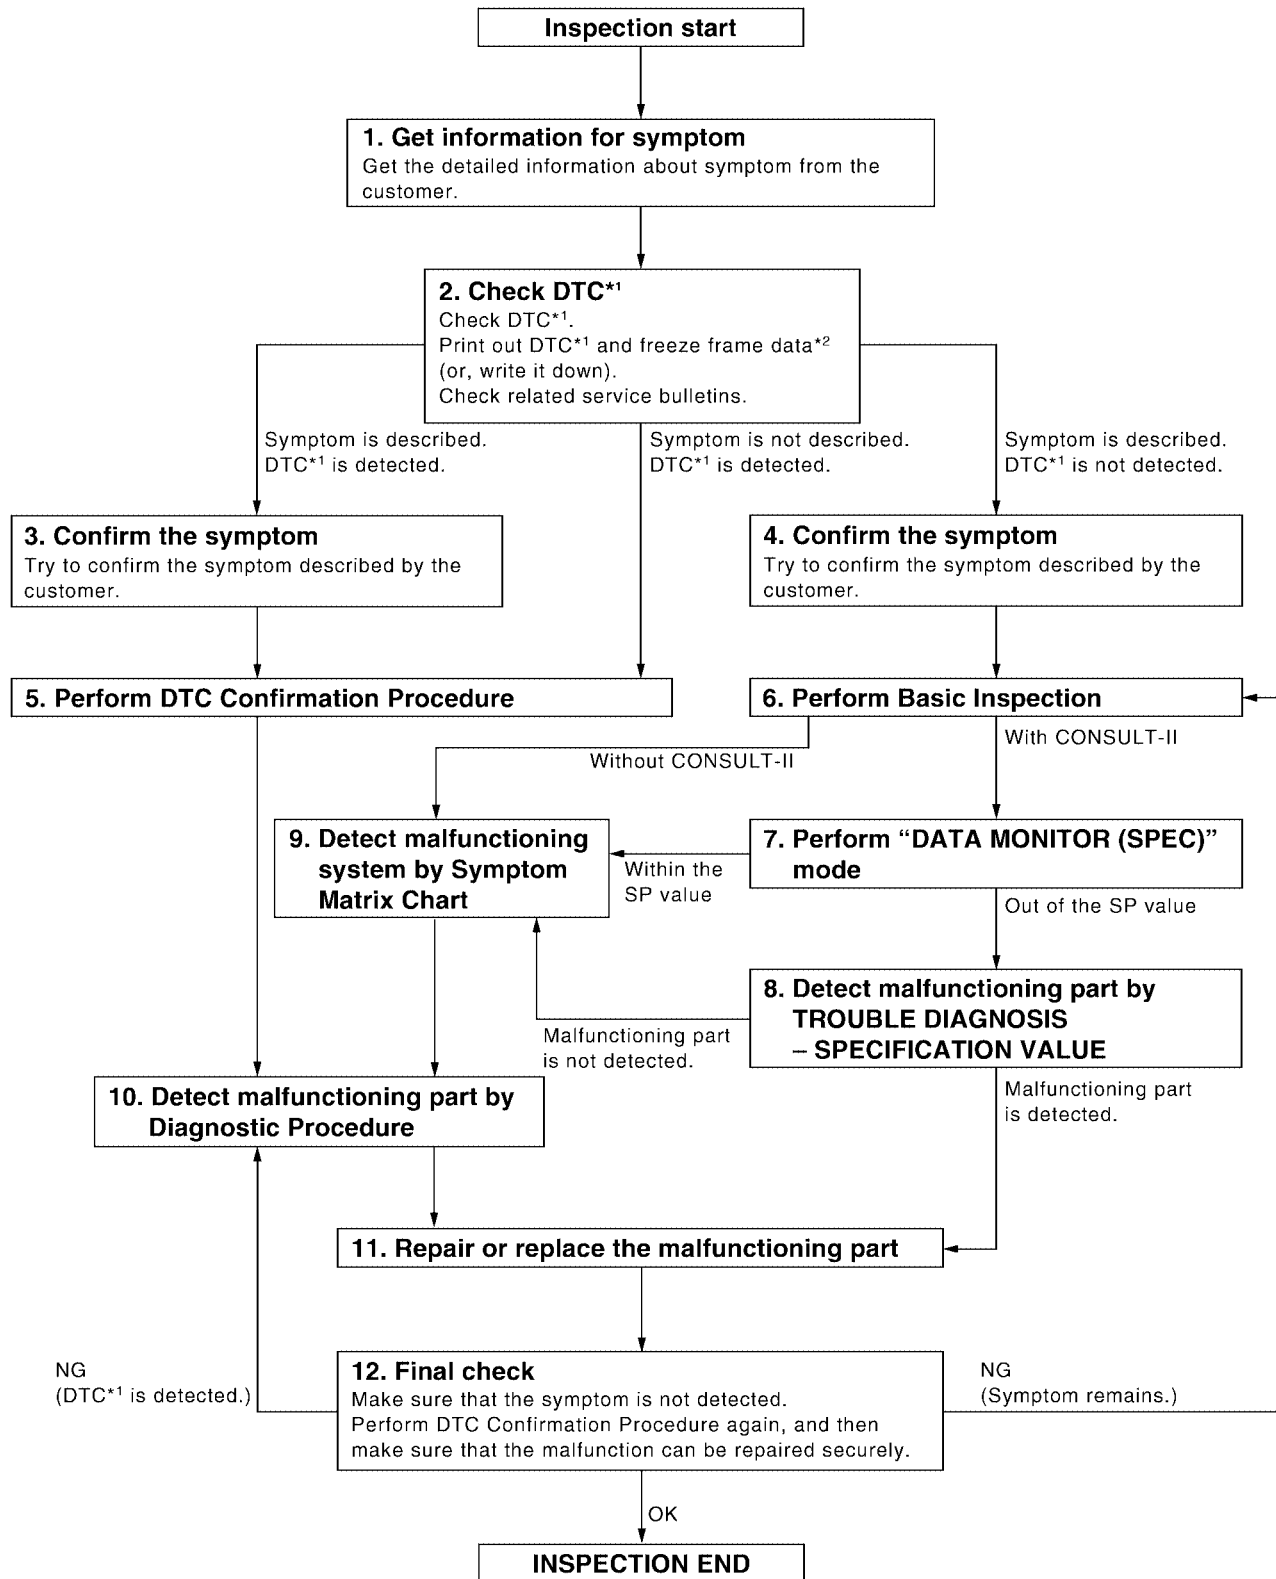 Inspection start
1. Get information for symptom
Get the detailed information about symptom from the
customer.
2. Check DTC*1
Check DTC*1.
Print out DTC*1 and freeze frame data*2
(or, write it down).
Check related service bulletins.
Symptom is described.
DTC*1 is detected.
Symptom is not described.
DTC*1 is detected.
Symptom is described.
DTC*1 is not detected.
3. Confirm the symptom
Try to confirm the symptom described by the
customer.
4. Confirm the symptom
Try to confirm the symptom described by the
customer.
5. Perform DTC Confirmation Procedure
6. Perform Basic Inspection
Without CONSULT-II
With CONSULT-II
9. Detect malfunctioning
system by Symptom
Matrix Chart
Within the
SP value
7. Perform “DATA MONITOR (SPEC)”
mode
Out of the SP value
8. Detect malfunctioning part by
TROUBLE DIAGNOSIS
– SPECIFICATION VALUE
Malfunctioning part
is not detected.
Malfunctioning part
is detected.
10. Detect malfunctioning part by
Diagnostic Procedure
11. Repair or replace the malfunctioning part
NG
(DTC*1 is detected.)
12. Final check
Make sure that the symptom is not detected.
Perform DTC Confirmation Procedure again, and then
make sure that the malfunction can be repaired securely.
NG
(Symptom remains.)
OK
INSPECTION END